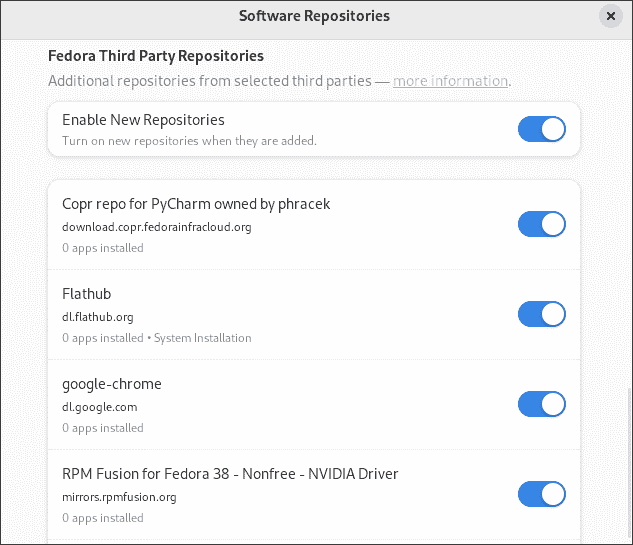 Software Repositories
Fedora Third Party Repositories
Additional repositories from selected third parties — more information.
Enable New Repositories
Turn on new repositories when they are added.
Copr repo for PyCharm owned by phracek
download.copr.fedorainfracloud.org
0 apps installed
Flathub
dl.flathub.org
0 apps installed • System Installation
google-chrome
dl.google.com
0 apps installed
RPM Fusion for Fedora 38 - Nonfree - NVIDIA Driver
mirrors.rpmfusion.org
0 apps installed